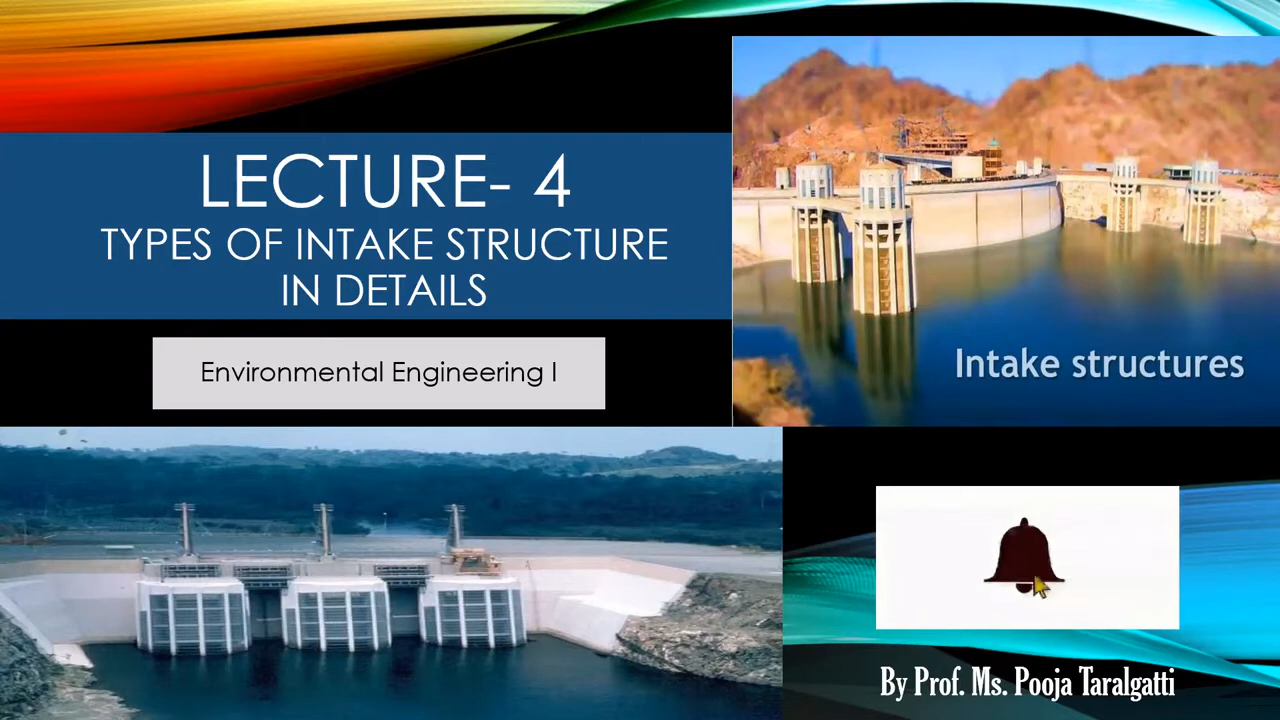 LECTURE- 4
TYPES OF INTAKE STRUCTURE
IN DETAILS
Environmental Engineering I
Intake structures
By Prof. Ms. Pooja Taralgatti